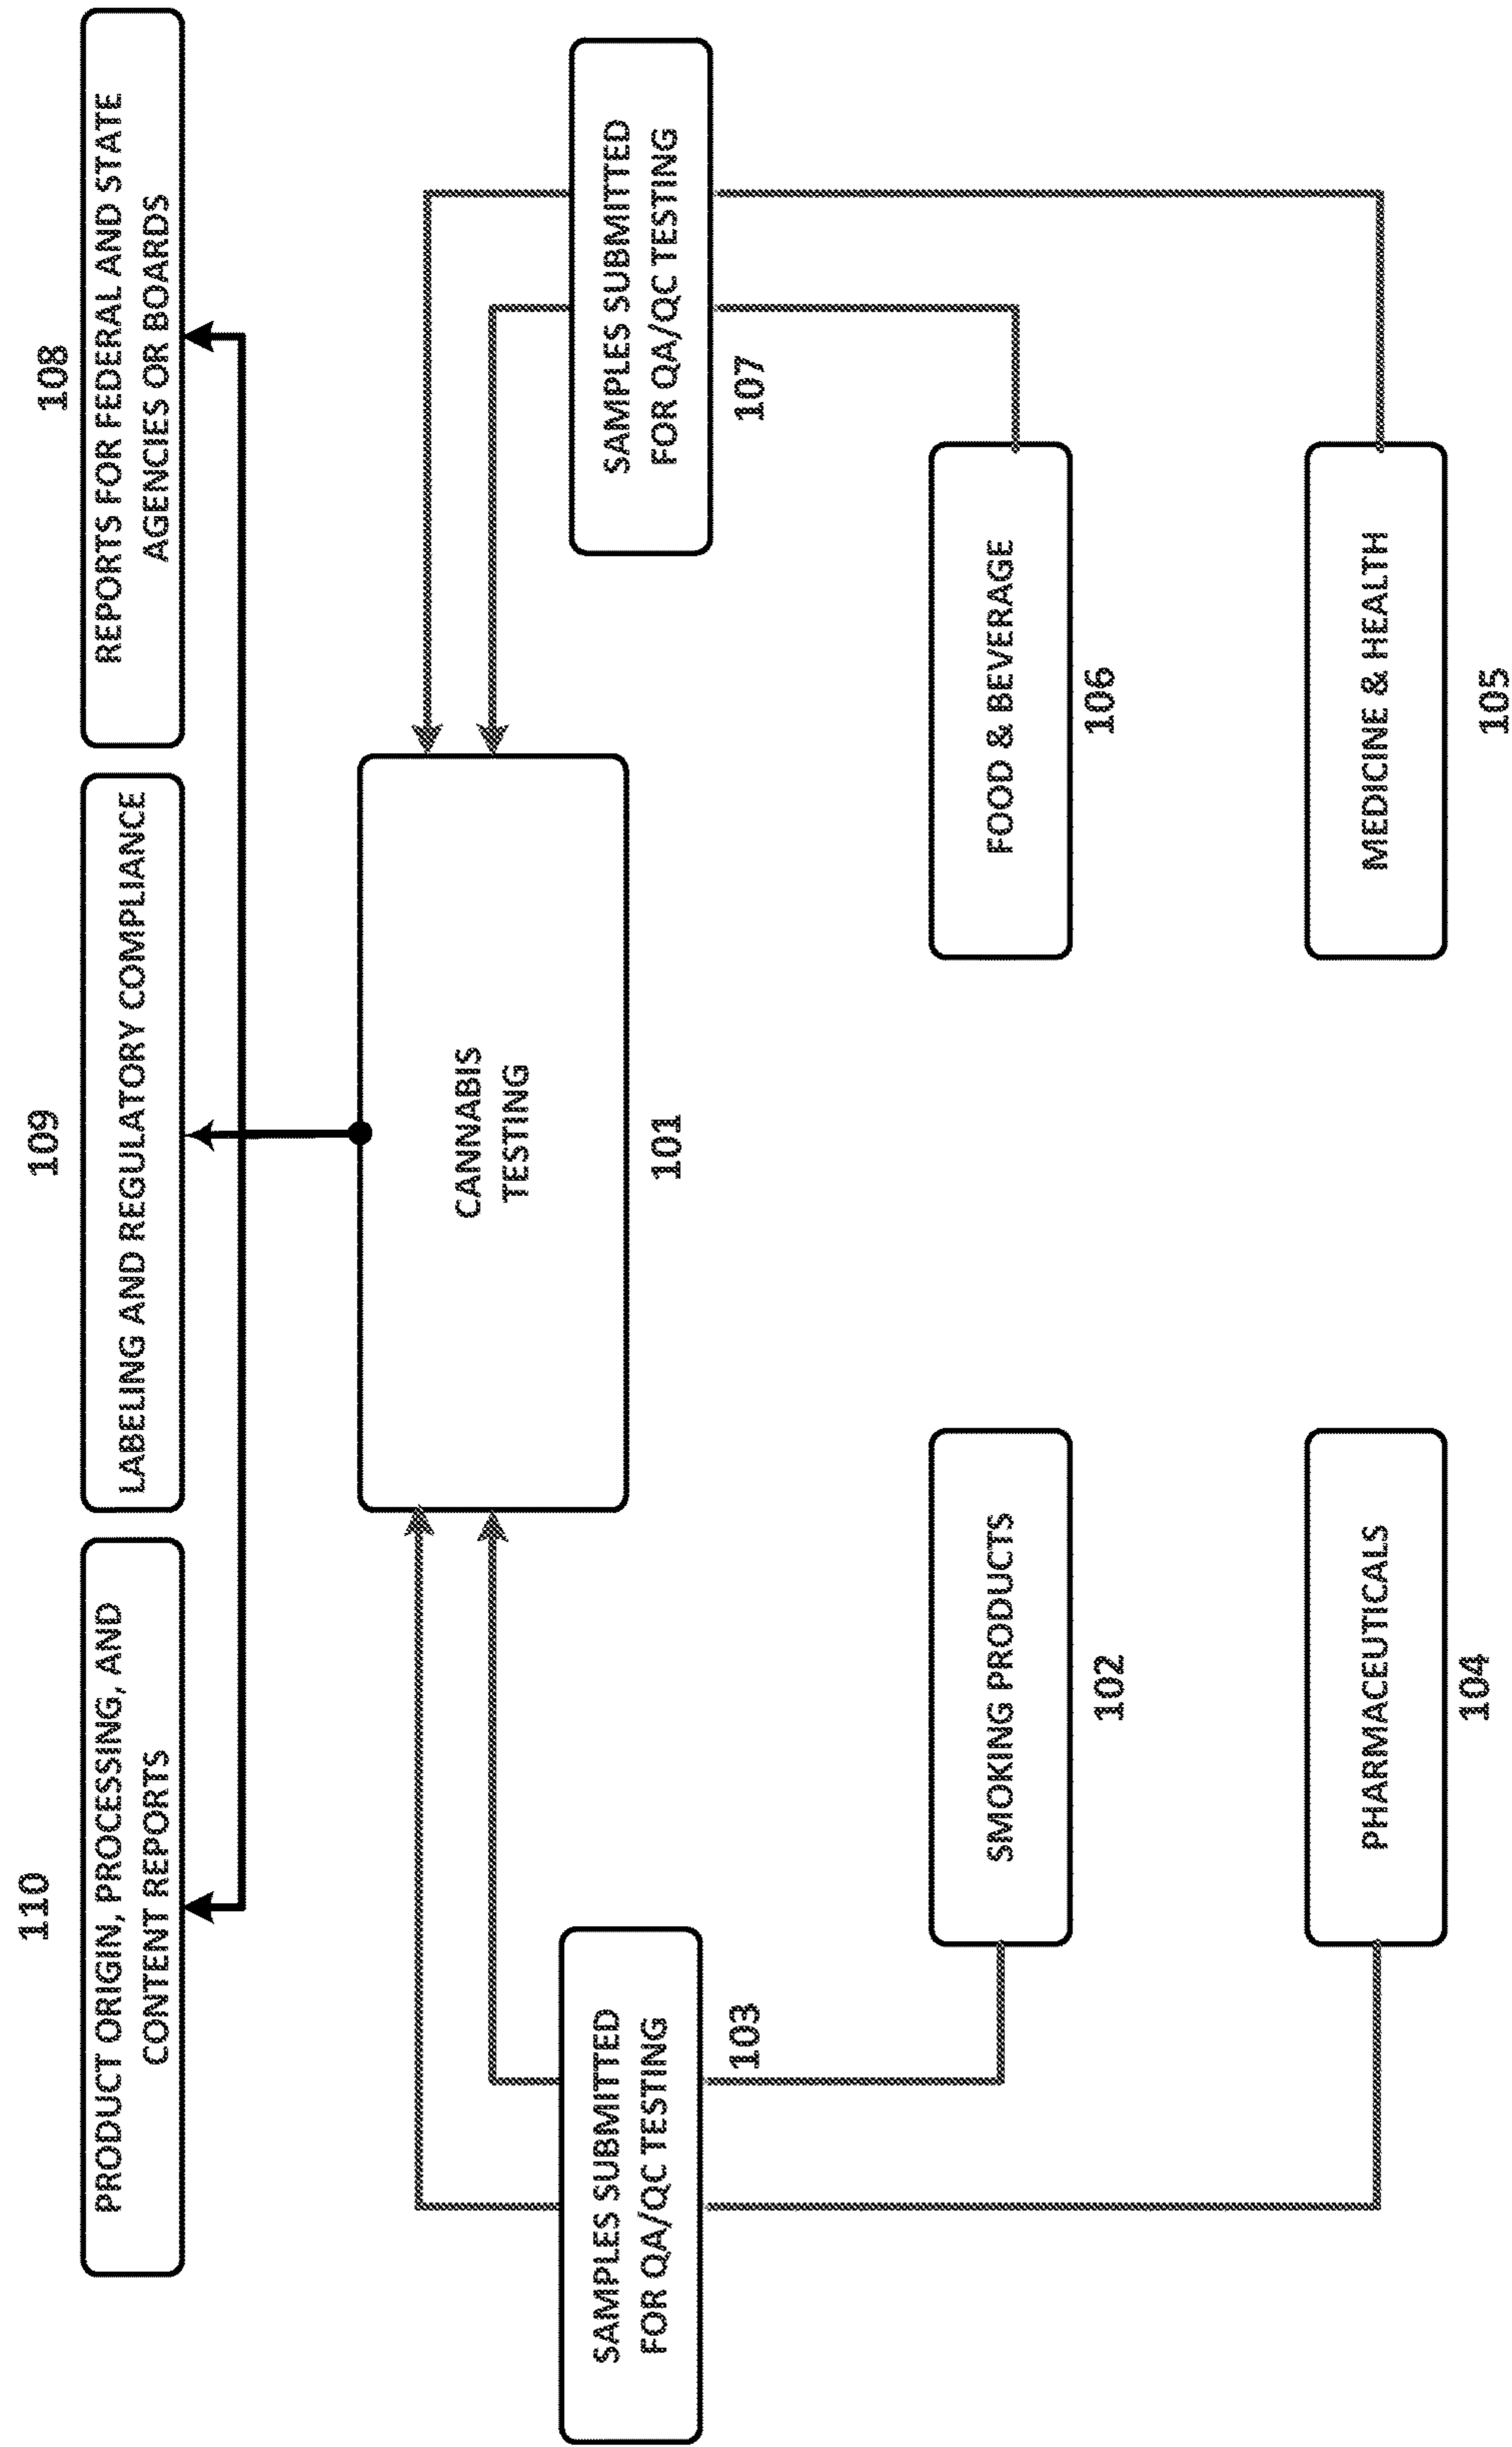 110
PRODUCT ORIGIN, PROCESSING, AND
CONTENT REPORTS
109
LABELING AND REGULATORY COMPLIANCE
108
REPORTS FOR FEDERAL AND STATE
AGENCIES OR BOARDS
CANNABIS
TESTING
101
SAMPLES SUBMITTED
FOR QA/QC TESTING
103
SAMPLES SUBMITTED
FOR QA/QC TESTING
107
SMOKING PRODUCTS
102
FOOD & BEVERAGE
106
PHARMACEUTICALS
104
MEDICINE & HEALTH
105